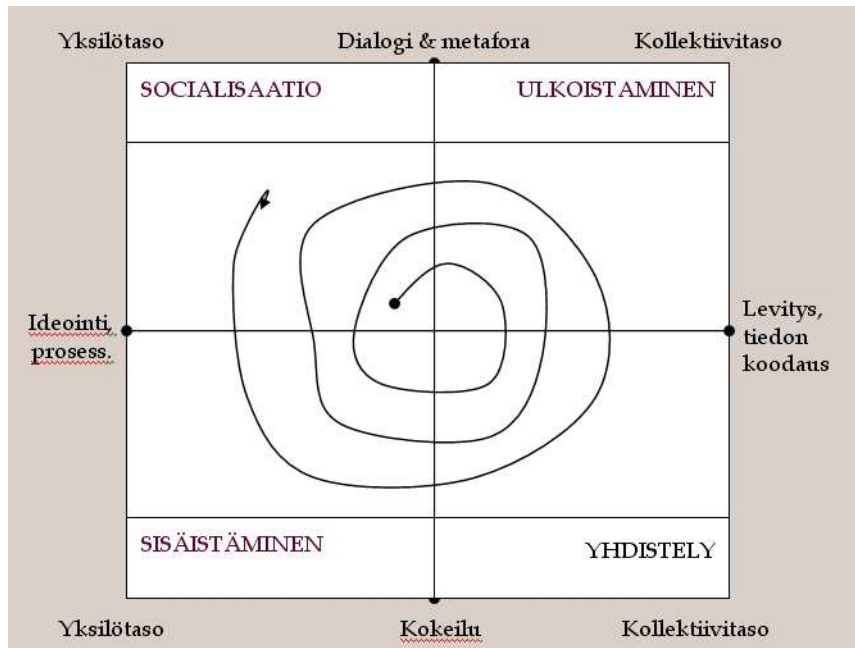 Yksilötaso Dialogi & metafora Kollektiivitaso
SOCIALISAATIO ULKOISTAMINEN
Ideointi,
prosess.
Levitys,
tiedon
koodaus
SISÄISTÄMINEN YHDISTELY
Yksilötaso Kokeilu Kollektiivitaso